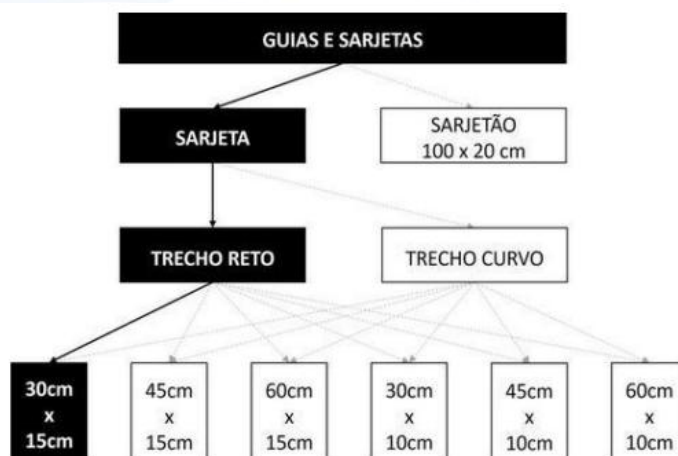 GUIAS E SARJETAS
SARJETA
SARJETÃO
100 x 20 cm
TRECHO RETO
TRECHO CURVO
30cm
x
15cm
45cm
x
15cm
60cm
x
15cm
30cm
x
10cm
45cm
x
10cm
60cm
x
10cm